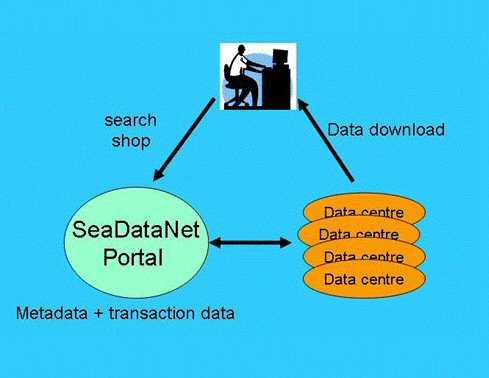 search
shop
Data download
SeaDataNet
Portal
Data centre
Data centre
Data centre
Data centre
Metadata + transaction data